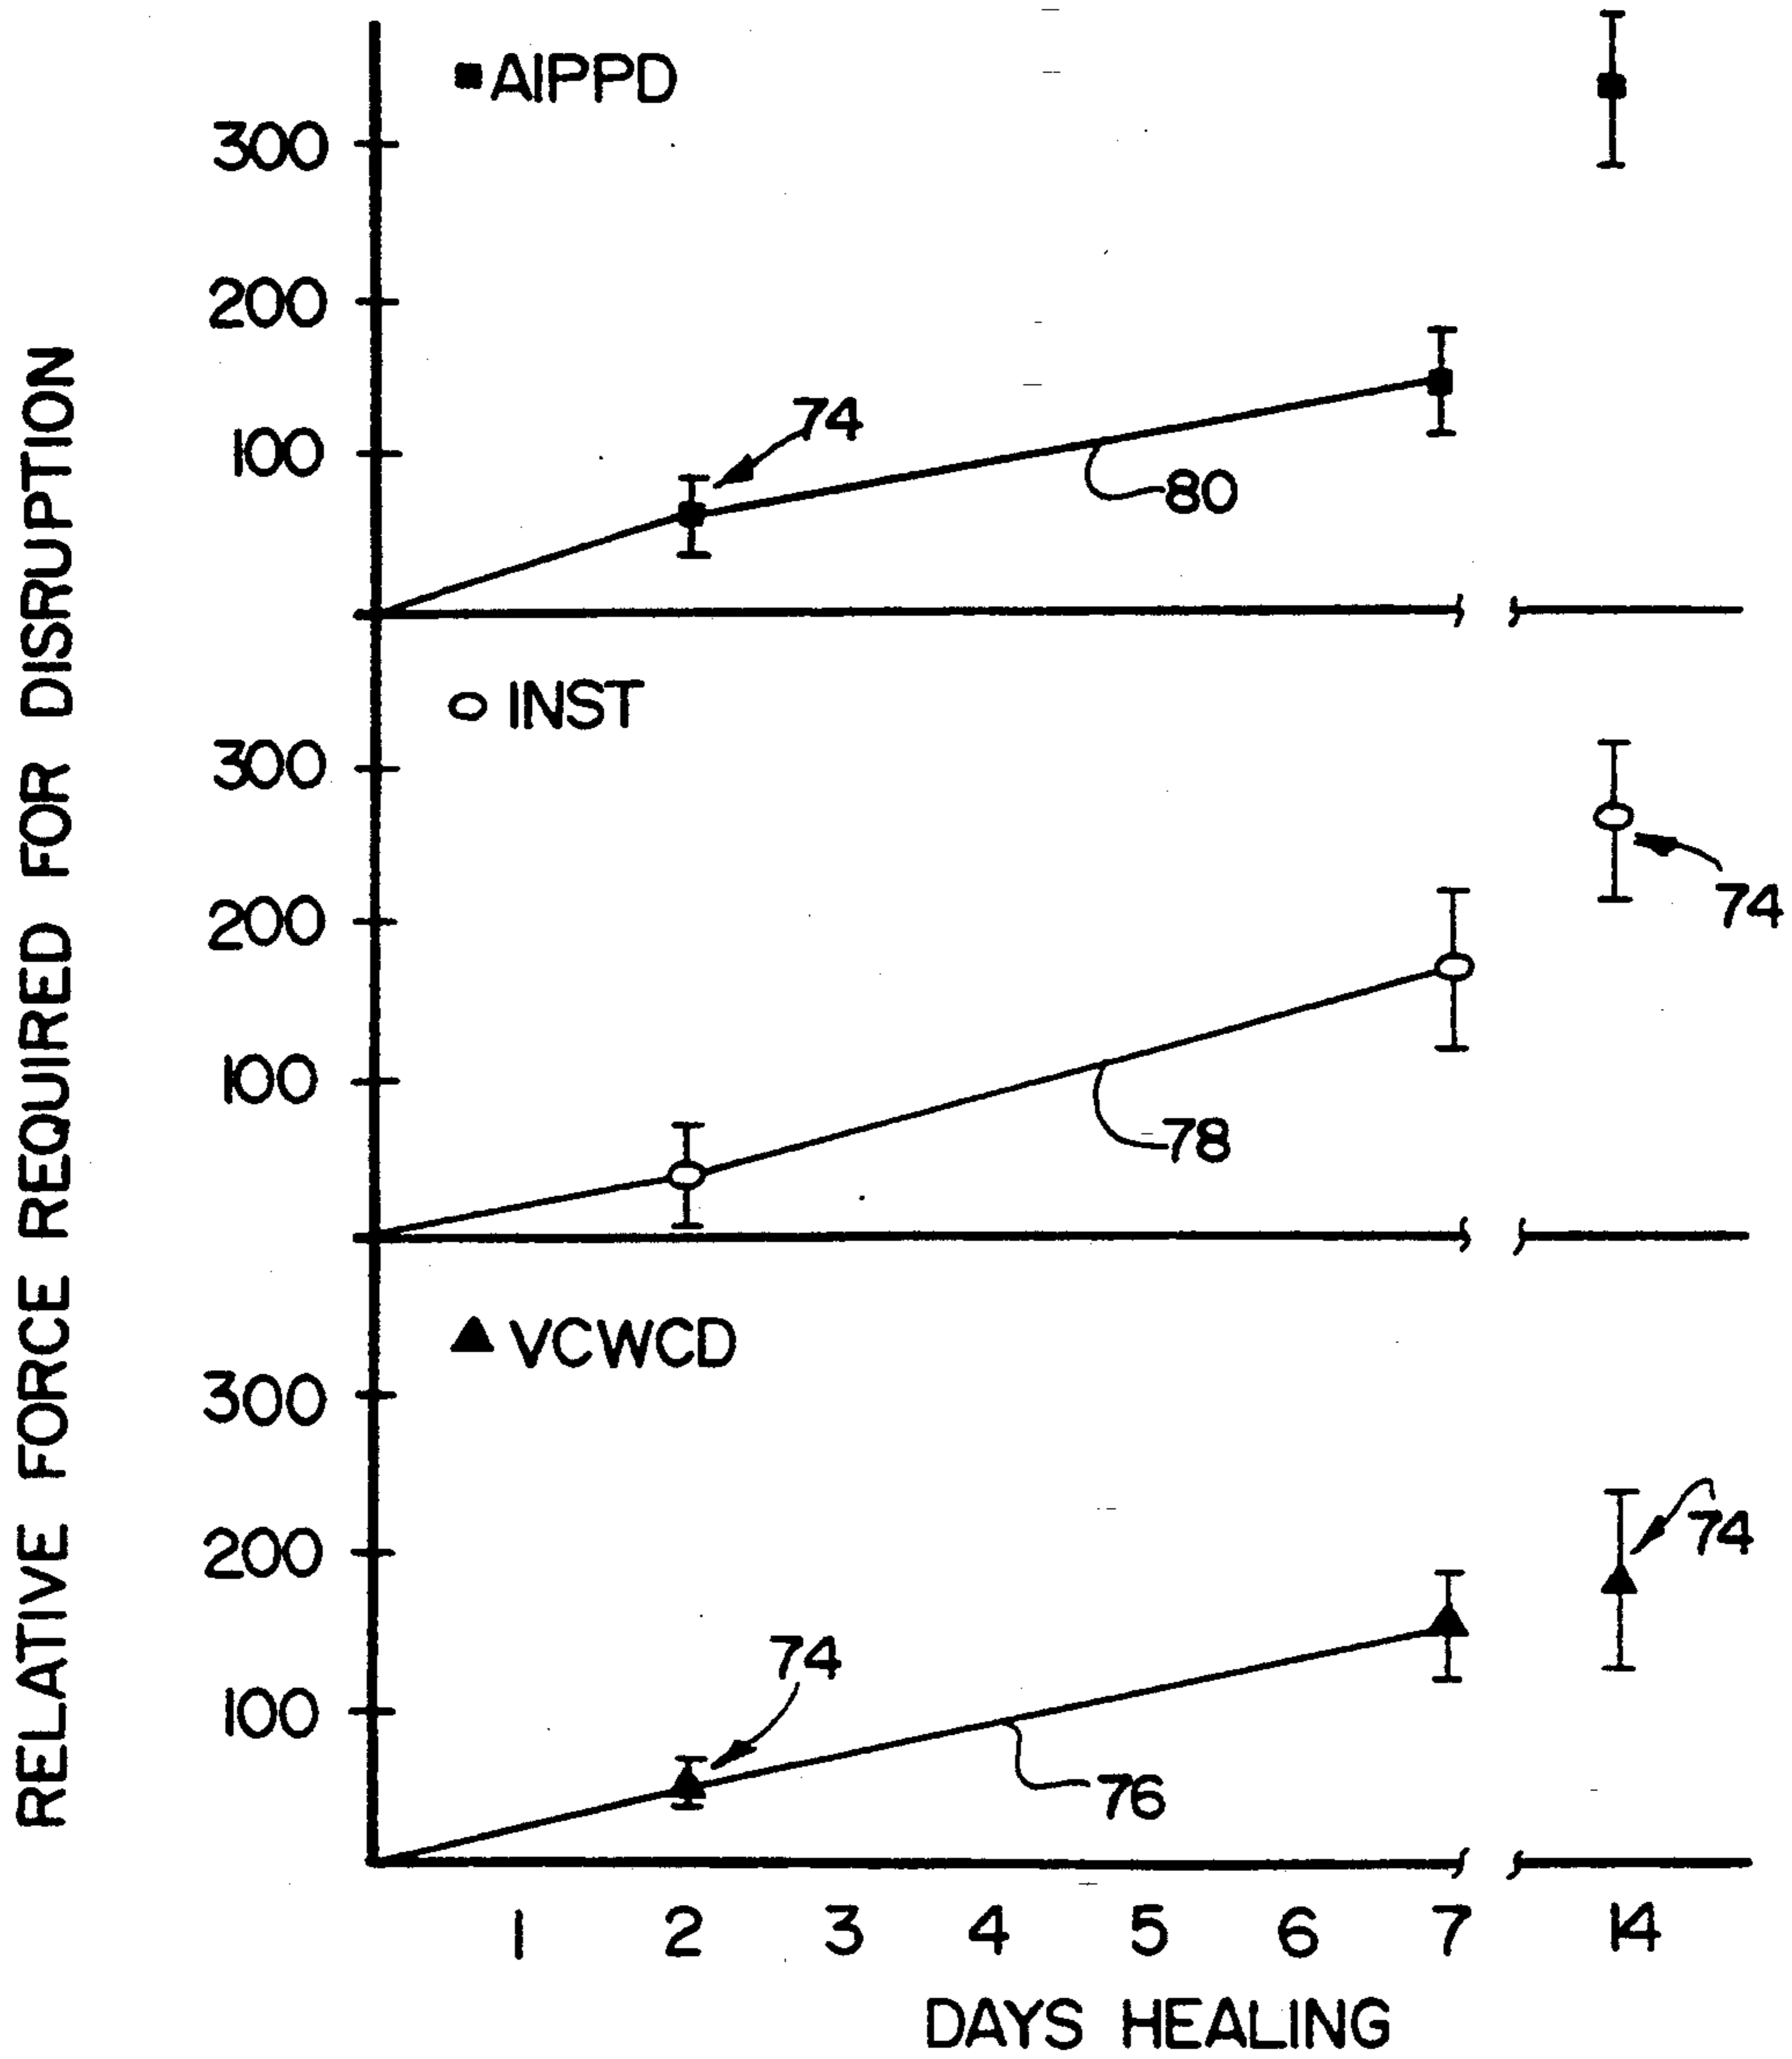 RELATIVE FORCE REQUIRED FOR DISRUPTION
AIPPD
300
200
100
74
80
INST
300
200
100
74
78
VCWCD
300
200
100
74
74
76
1 2 3 4 5 6 7 14
DAYS HEALING